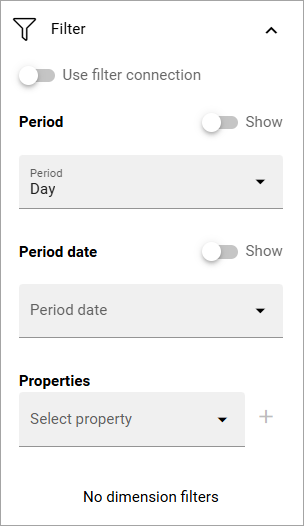 Filter
Use filter connection
Period Show
Period
Day
Period date Show
Period date
Properties
Select property
No dimension filters